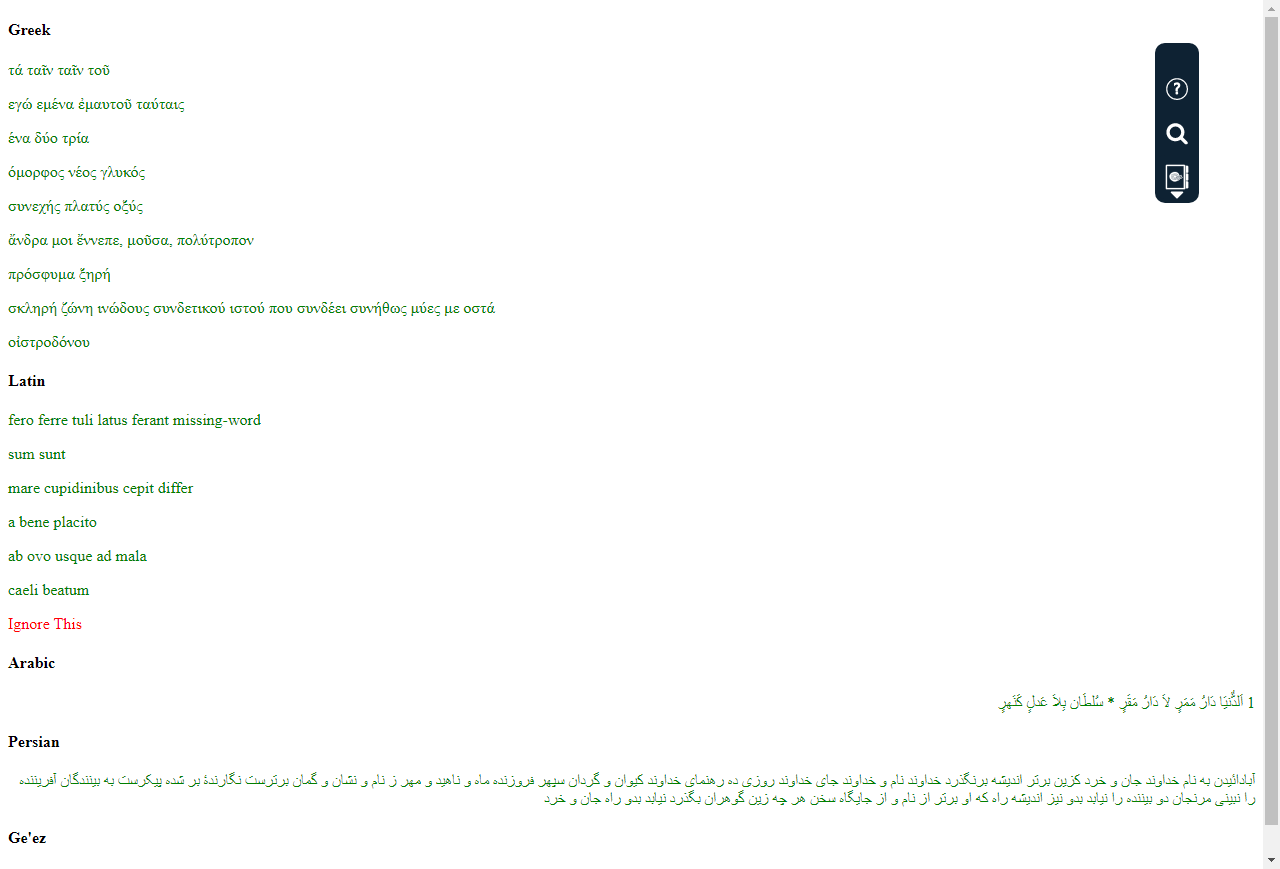 Greek
τά ταῖν ταῖν τοῦ
εγώ εμένα ἐμαυτοῦ ταύταις
ένα δύο τρία
όμορφος νέος γλυκός
συνεχής πλατύς οξύς
ἄνδρα μοι ἔννεπε, μοῦσα, πολύτροπον
πρόσφυμα ξηρή
σκληρή ζώνη ινώδους συνδετικού ιστού που συνδέει συνήθως μύες με οστά
οἰστροδόνου
Latin
fero ferre tuli latus ferant missing-word
sum sunt
mare cupidinibus cepit differ
a bene placito
ab ovo usque ad mala
caeli beatum
Ignore This
Arabic
1 اَلدُّنيَا دَارُ مَمَرٍ لاَ دَارُ مَقَرٍ * سُلطَان بِلاَ عَدلٍ كَنَهرٍ
Persian
آبادائیدن به نام خداوند جان و خرد کزین برتر اندیشه برنگذرد خداوند نام و خداوند جای خداوند روزی ده رهنمای خداوند کیوان و گردان سپهر فروزنده ماه و ناهید و مهر ز نام و نشان و گمان برترست نگارندهٔ بر شده پیکرست به بینندگان آفریننده
را نبینی مرنجان دو بیننده را نیابد بدو نیز اندیشه راه که او برتر از نام و از جایگاه سخن هر چه زین گوهران بگذرد نیابد بدو راه جان و خرد
Ge'ez